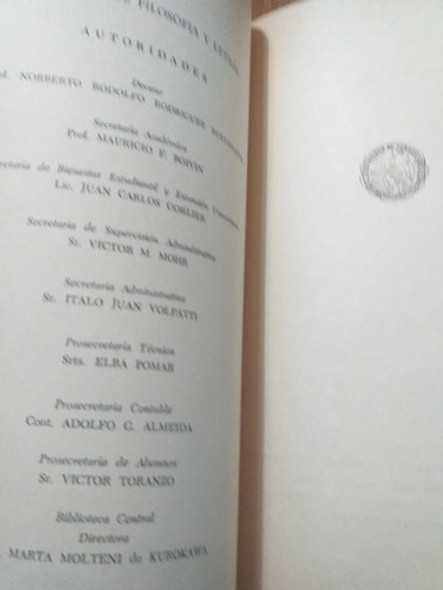 FILOSOFIA Y LETRAS
AUTORIDADES
Decano
NORBERTO RODOLFO RODRIGUEZ
Secretaría Académica
Prof. MAURICIO F. BOIVIN
de Bienestar Estudiantil y Extensión Universitaria
Lic. JUAN CARLOS GORLIER
Secretaría de Supervisión Administrativa
Sr. VICTOR M. MOHR
Secretaría Administrativa
Sr. ITALO JUAN VOLPATTI
Prosecretaría Técnica
Srta. ELBA POMAR
Prosecretaría Contable
Cont. ADOLFO G. ALMEIDA
Prosecretaría de Alumnos
Sr. VICTOR TORANZO
Biblioteca Central
Directora
MARTA MOLTENI de KUROKAWA